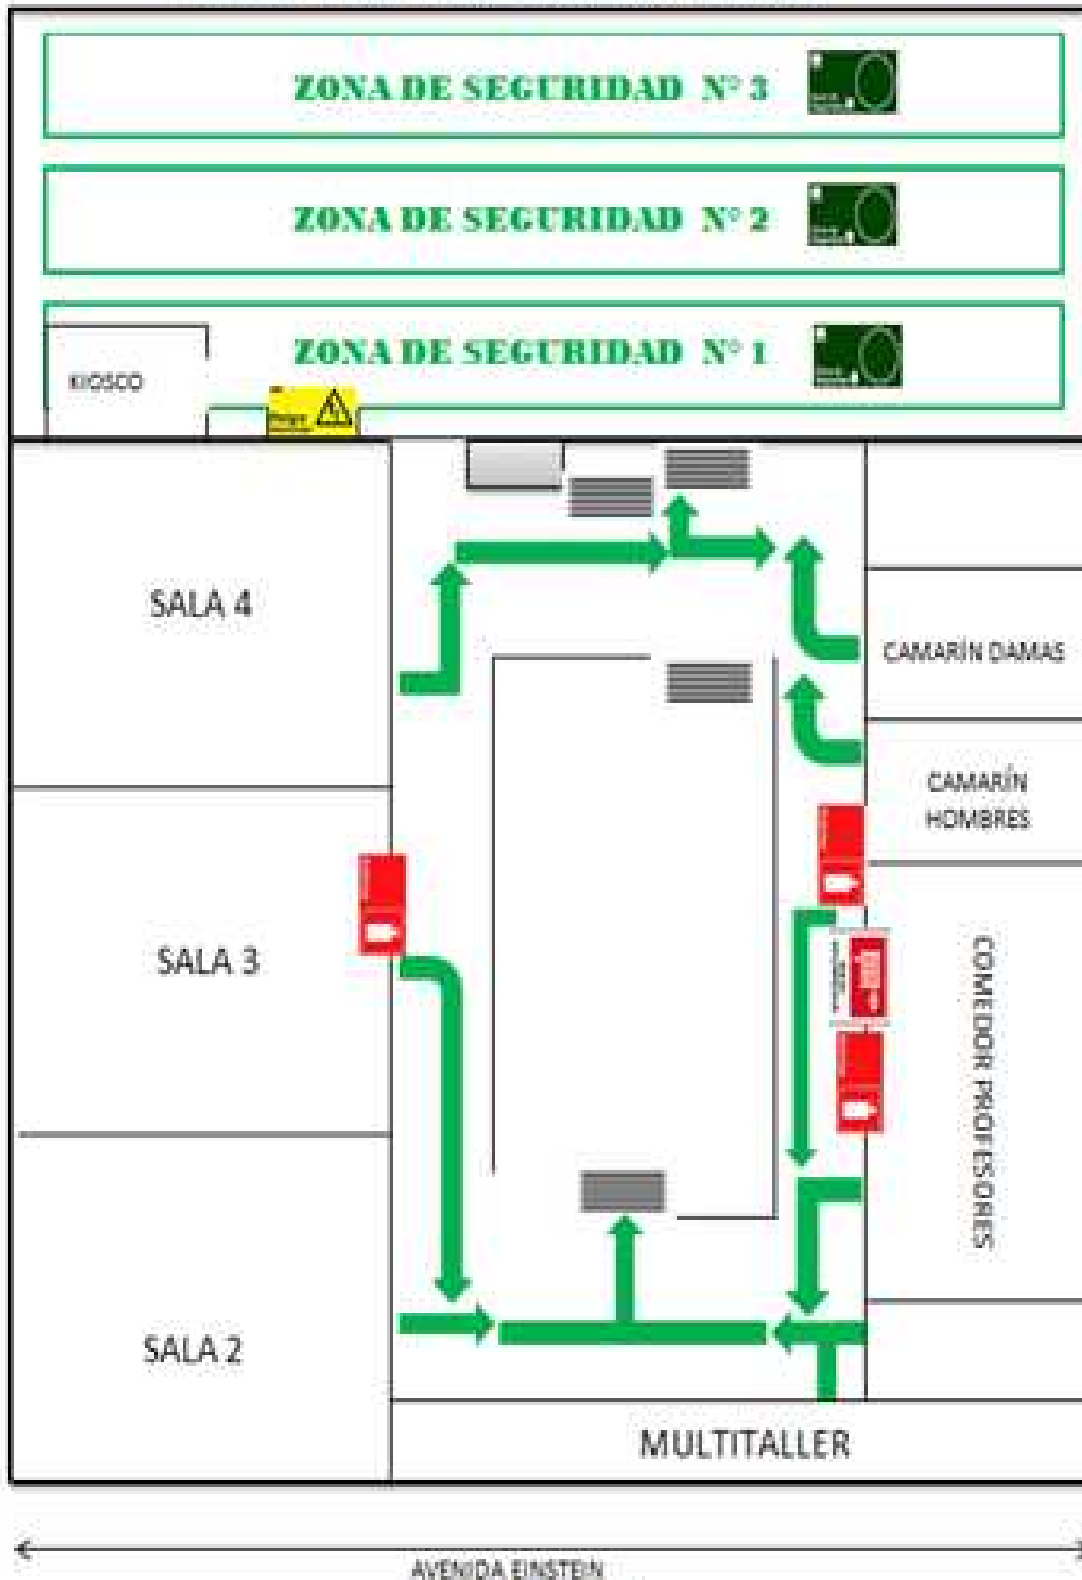 ZONA DE SEGURIDAD N° 3
ZONA DE SEGURIDAD N° 2
ZONA DE SEGURIDAD N° 1
KIOSCO
SALA 4
CAMARÍN DAMAS
CAMARÍN
HOMBRES
SALA 3
COMEDOR PROFESORES
SALA 2
MULTITALLER
AVENIDA EINSTEIN